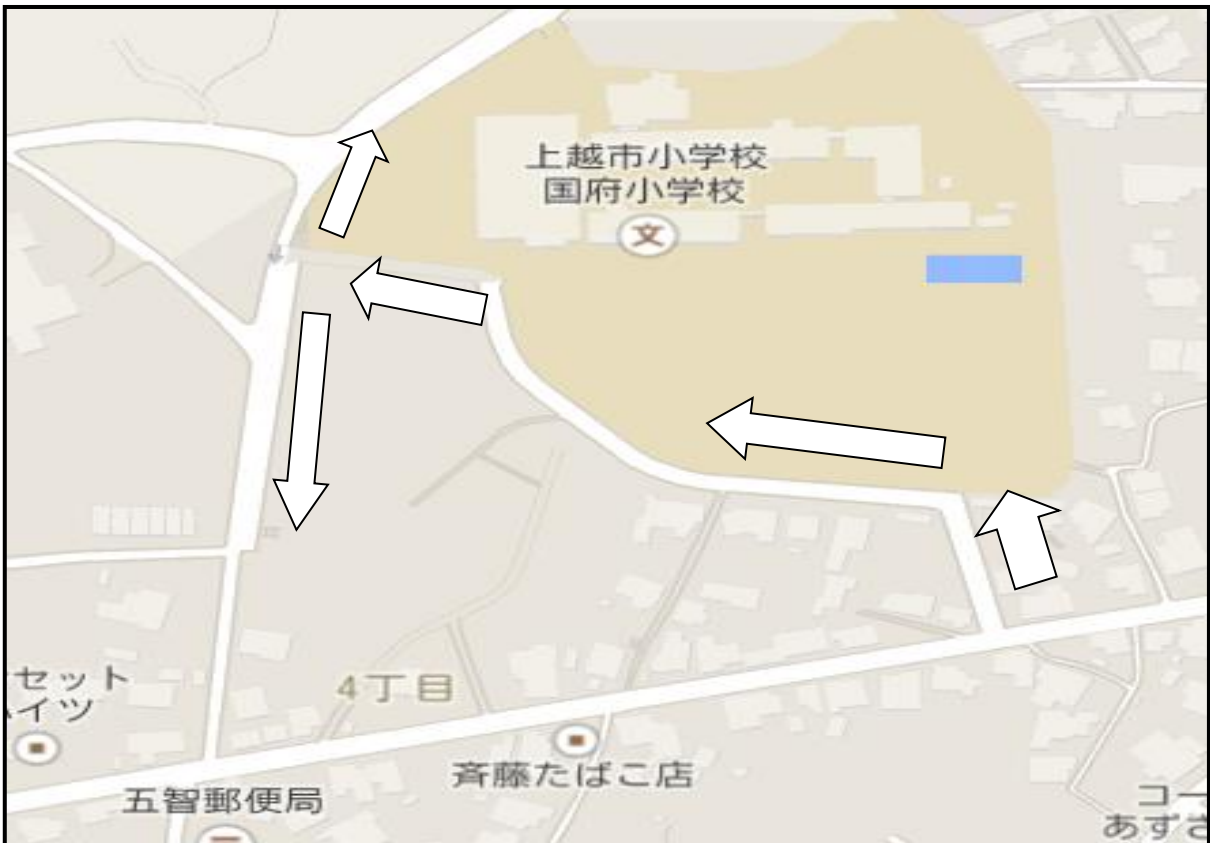 上越市小学校
国府小学校
文
セット
イツ
4丁目
斉藤たばこ店
五智郵便局
コー
あずさ